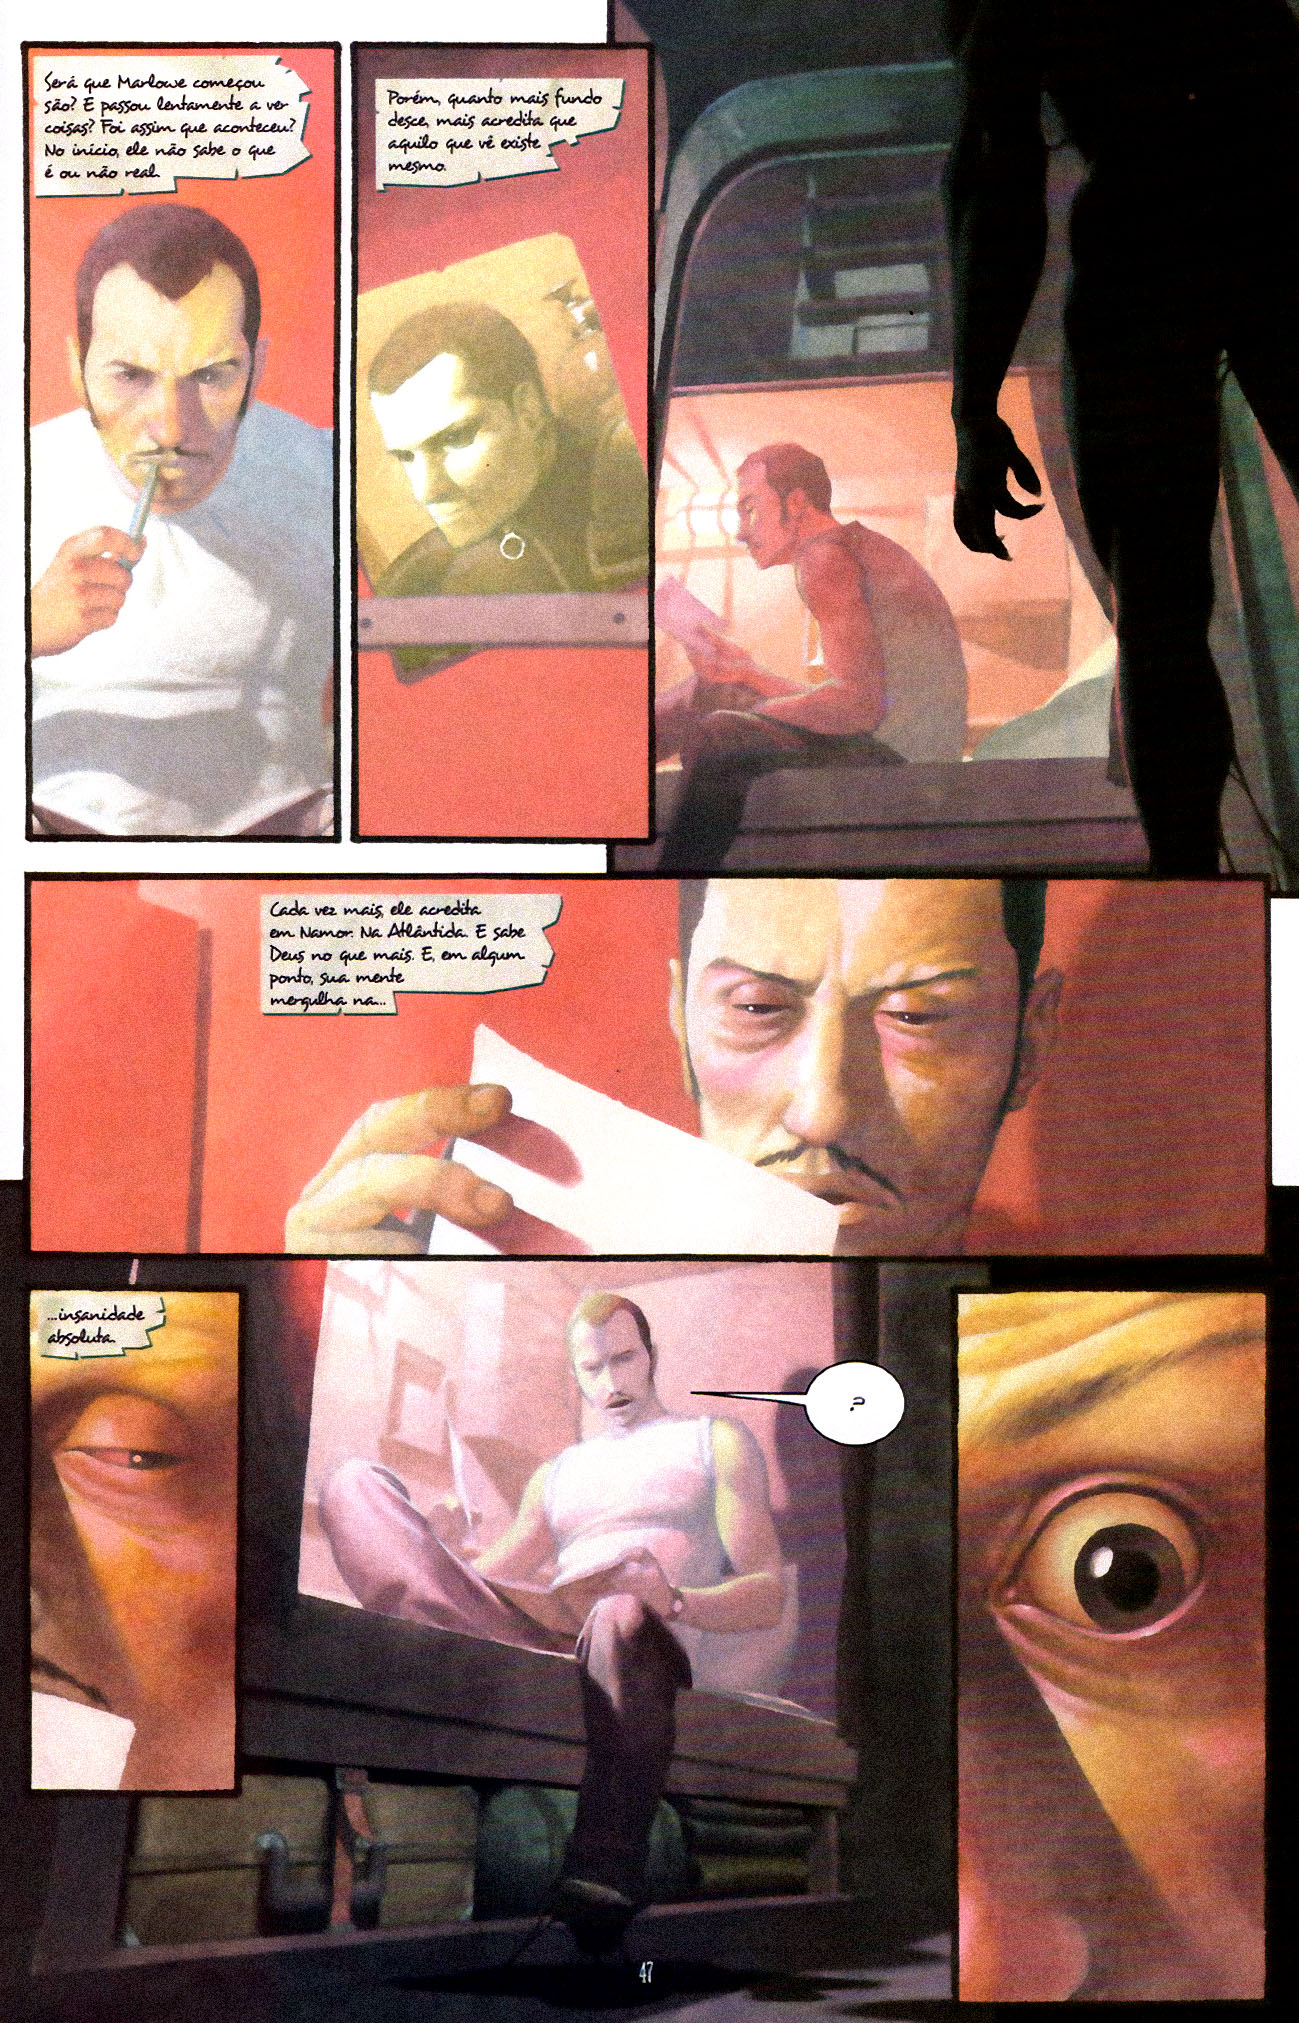 Será que Marlowe começou
são? E passou lentamente a ver
coisas? Foi assim que aconteceu?
No início, ele não sabe o que
é ou não real.
Porém, quanto mais fundo
desce, mais acredita que
aquilo que vê existe
mesmo.
Cada vez mais, ele acredita
em Namor. Na Atlântida. E sabe
Deus no que mais. E, em algum
ponto, sua mente
mergulha na...
...insanidade
absoluta.
?
47